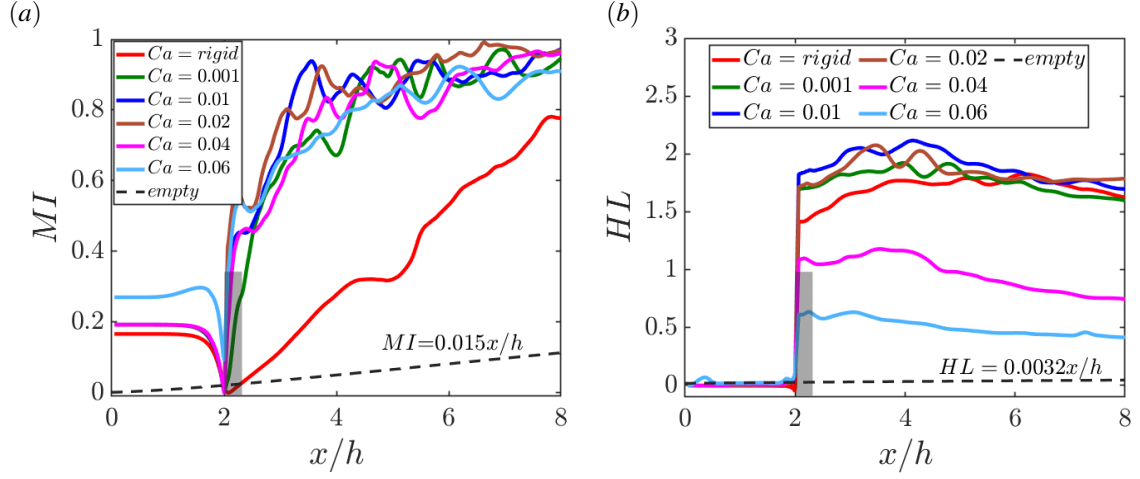 (a)
1
0.8
0.6
0.4
0.2
0
MI
Ca = rigid
Ca = 0.001
Ca = 0.01
Ca = 0.02
Ca = 0.04
Ca = 0.06
empty
MI=0.015x/h
0 2 4 6 8
x/h
(b)
3
2.5
2
1.5
1
0.5
0
HL
Ca = rigid Ca = 0.02 empty
Ca = 0.001 Ca = 0.04
Ca = 0.01 Ca = 0.06
HL = 0.0032x/h
0 2 4 6 8
x/h